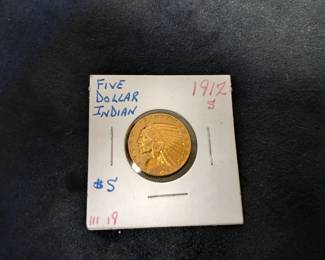 FIVE
DOLLAR
INDIAN
1912
$5
III 19